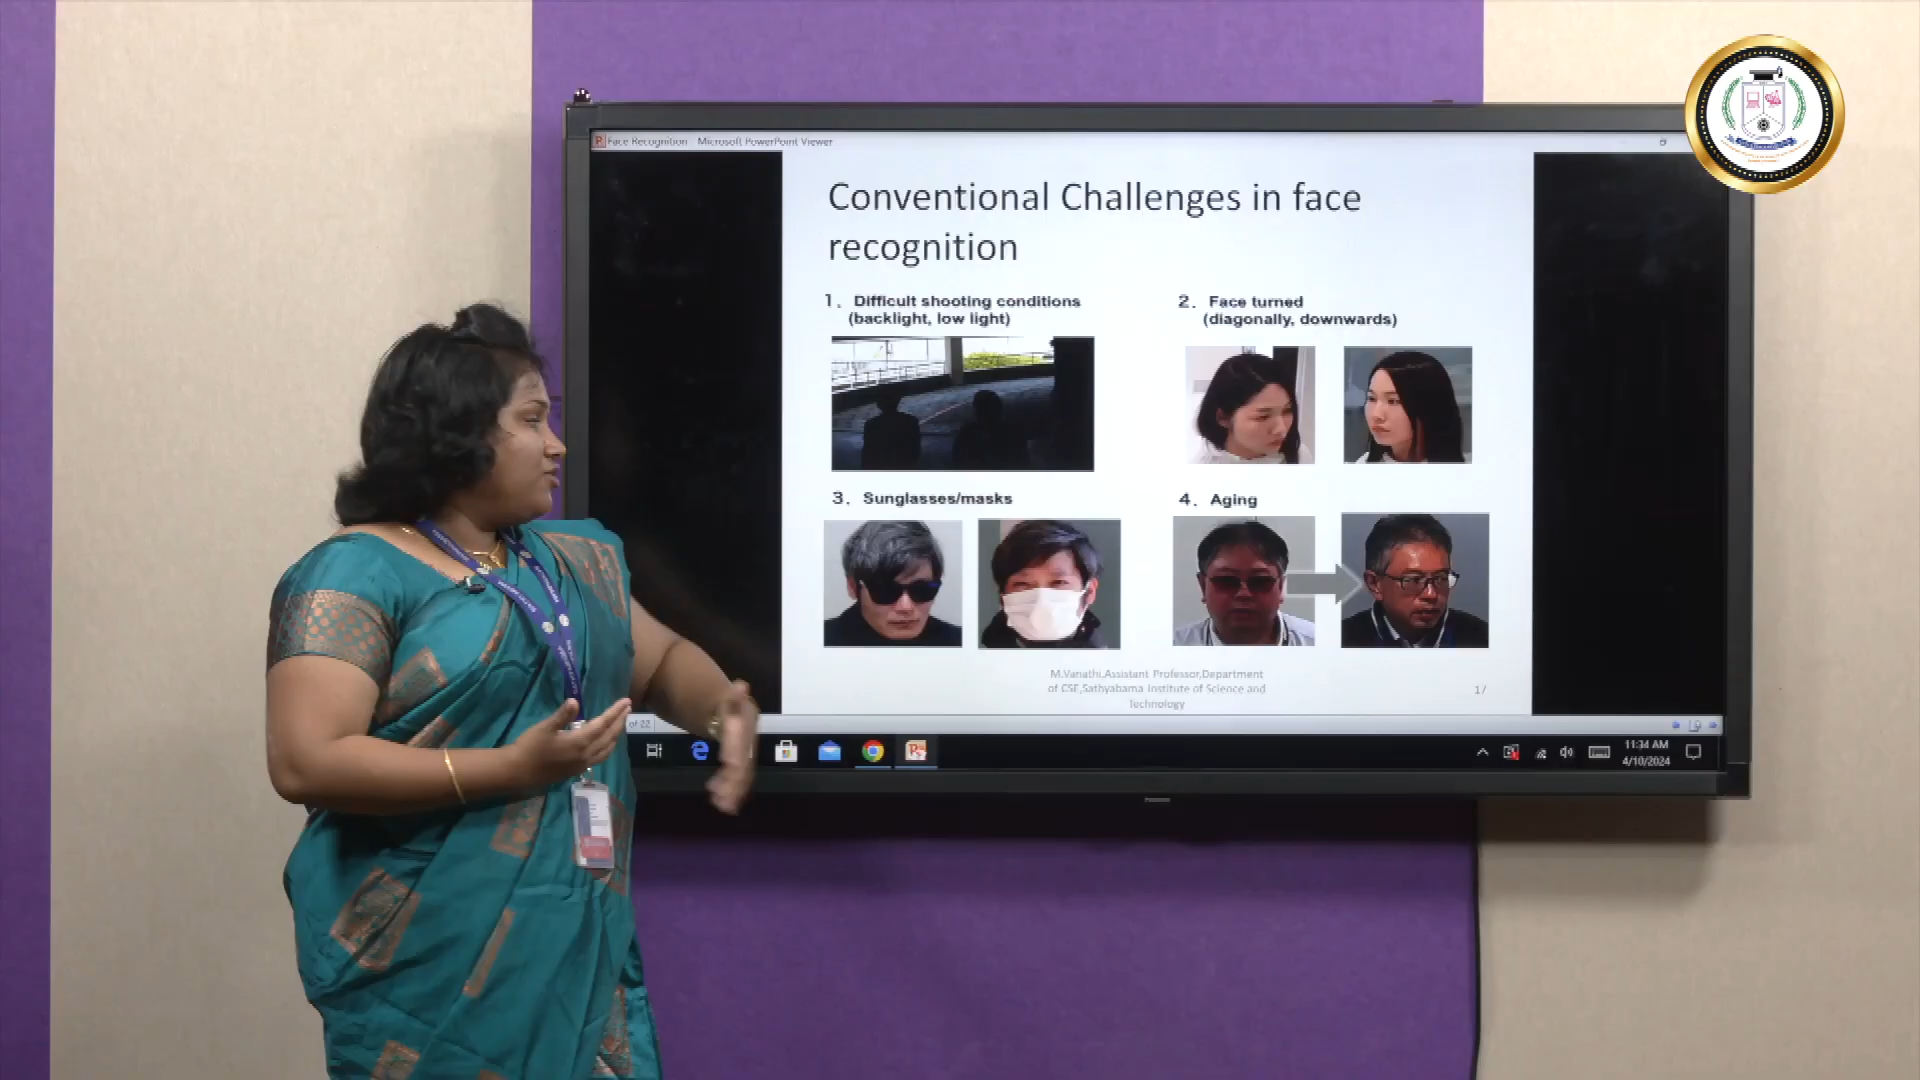 Face Recognition - Microsoft PowerPoint Viewer
Conventional Challenges in face
recognition
1. Difficult shooting conditions
(backlight, low light)
2. Face turned
(diagonally, downwards)
3. Sunglasses/masks
4. Aging
M.Vanathi,Assistant Professor,Department
of CSE,Sathyabama Institute of Science and
Technology
17
of 22
11:34 AM
4/10/2024